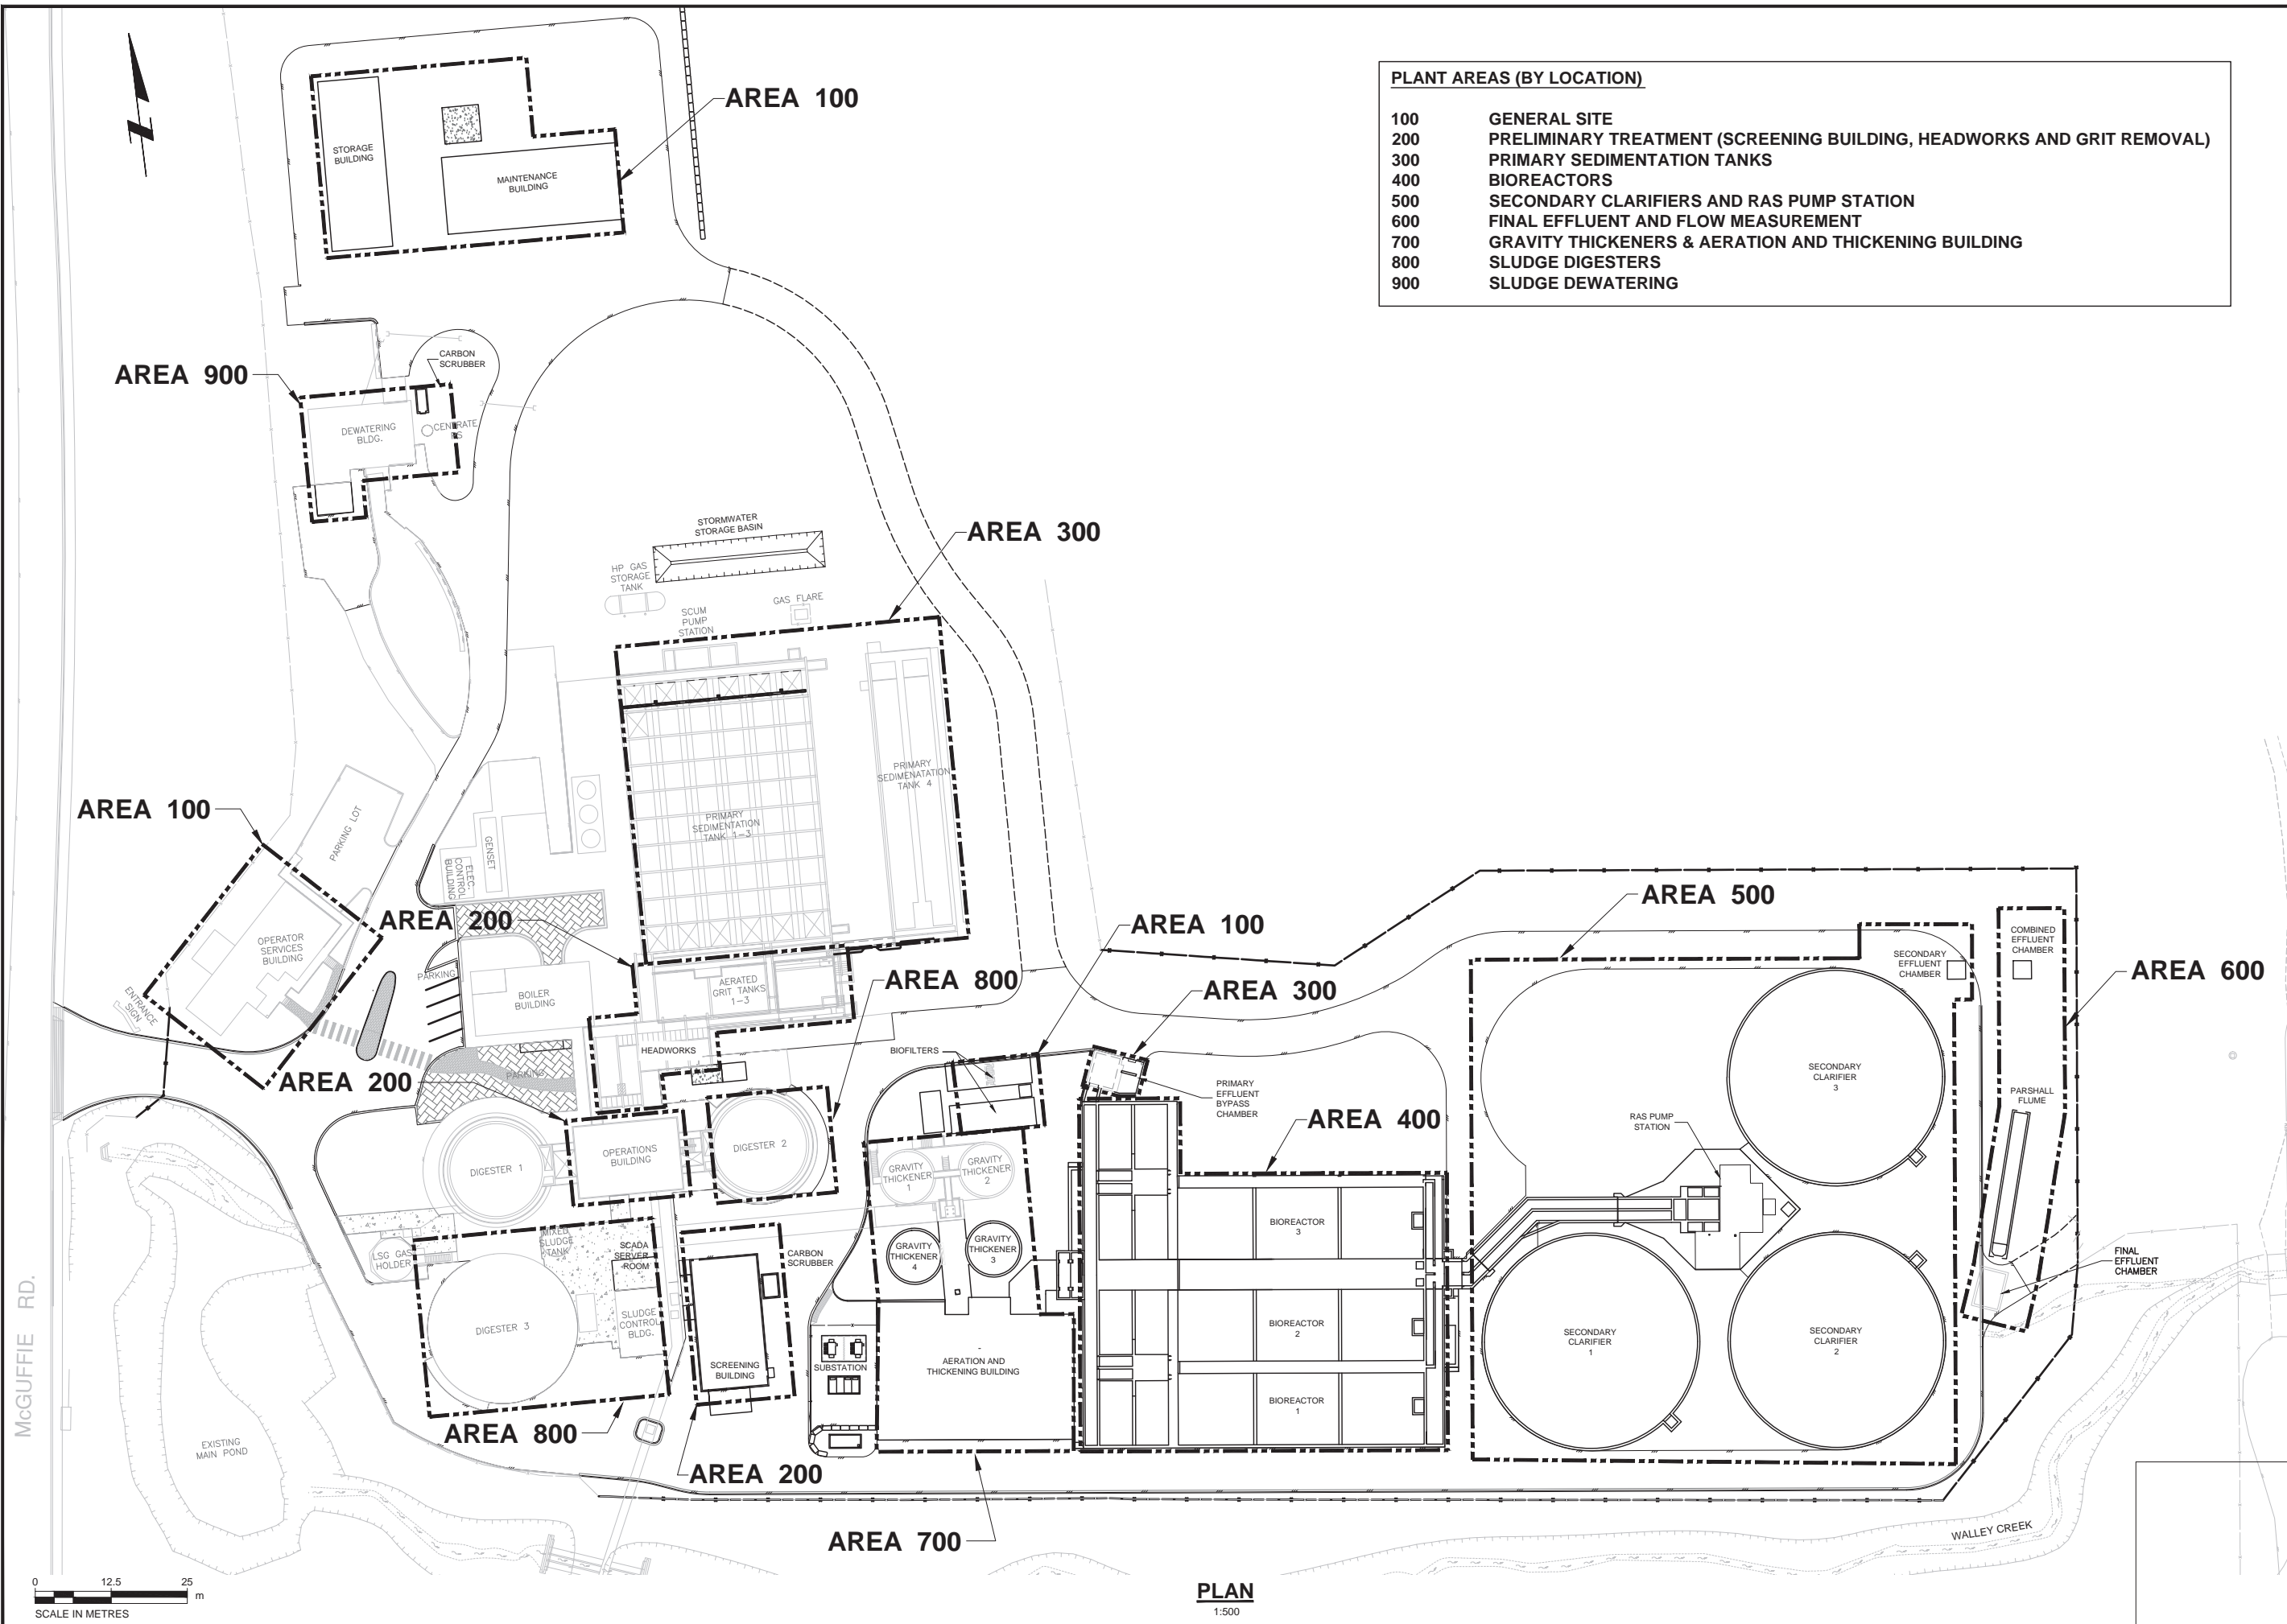 PLANT AREAS (BY LOCATION)
100 GENERAL SITE
200 PRELIMINARY TREATMENT (SCREENING BUILDING, HEADWORKS AND GRIT REMOVAL)
300 PRIMARY SEDIMENTATION TANKS
400 BIOREACTORS
500 SECONDARY CLARIFIERS AND RAS PUMP STATION
600 FINAL EFFLUENT AND FLOW MEASUREMENT
700 GRAVITY THICKENERS & AERATION AND THICKENING BUILDING
800 SLUDGE DIGESTERS
900 SLUDGE DEWATERING
AREA 100
STORAGE
BUILDING
MAINTENANCE
BUILDING
AREA 900
CARBON
SCRUBBER
DEWATERING
BLDG.
CENTRATE
PS
STORMWATER
STORAGE BASIN
AREA 300
HP GAS
STORAGE
TANK
GAS FLARE
SCUM
PUMP
STATION
PRIMARY
SEDIMENATATION
TANK 4
PRIMARY
SEDIMENTATION
TANK 1-3
AREA 100
PARKING LOT
GENSET
ELEC.
CONTROL
BUILDING
AREA 200
OPERATOR
SERVICES
BUILDING
ENTRANCE
SIGN
PARKING
BOILER
BUILDING
AERATED
GRIT TANKS
1-3
AREA 800
AREA 100
AREA 300
AREA 500
SECONDARY
EFFLUENT
CHAMBER
COMBINED
EFFLUENT
CHAMBER
AREA 600
HEADWORKS
PARKING
AREA 200
BIOFILTERS
PRIMARY
EFFLUENT
BYPASS
CHAMBER
AREA 400
SECONDARY
CLARIFIER
3
PARSHALL
FLUME
RAS PUMP
STATION
DIGESTER 1
OPERATIONS
BUILDING
DIGESTER 2
GRAVITY
THICKENER
1
GRAVITY
THICKENER
2
BIOREACTOR
3
LSG GAS
HOLDER
MIXED
SLUDGE
TANK
SCADA
SERVER
ROOM
CARBON
SCRUBBER
GRAVITY
THICKENER
4
GRAVITY
THICKENER
3
FINAL
EFFLUENT
CHAMBER
DIGESTER 3
SLUDGE
CONTROL
BLDG.
SCREENING
BUILDING
SUBSTATION
AERATION AND
THICKENING BUILDING
BIOREACTOR
2
BIOREACTOR
1
SECONDARY
CLARIFIER
1
SECONDARY
CLARIFIER
2
McGUFFIE RD.
EXISTING
MAIN POND
AREA 800
AREA 200
AREA 700
WALLEY CREEK
0 12.5 25
m
SCALE IN METRES
PLAN
1:500